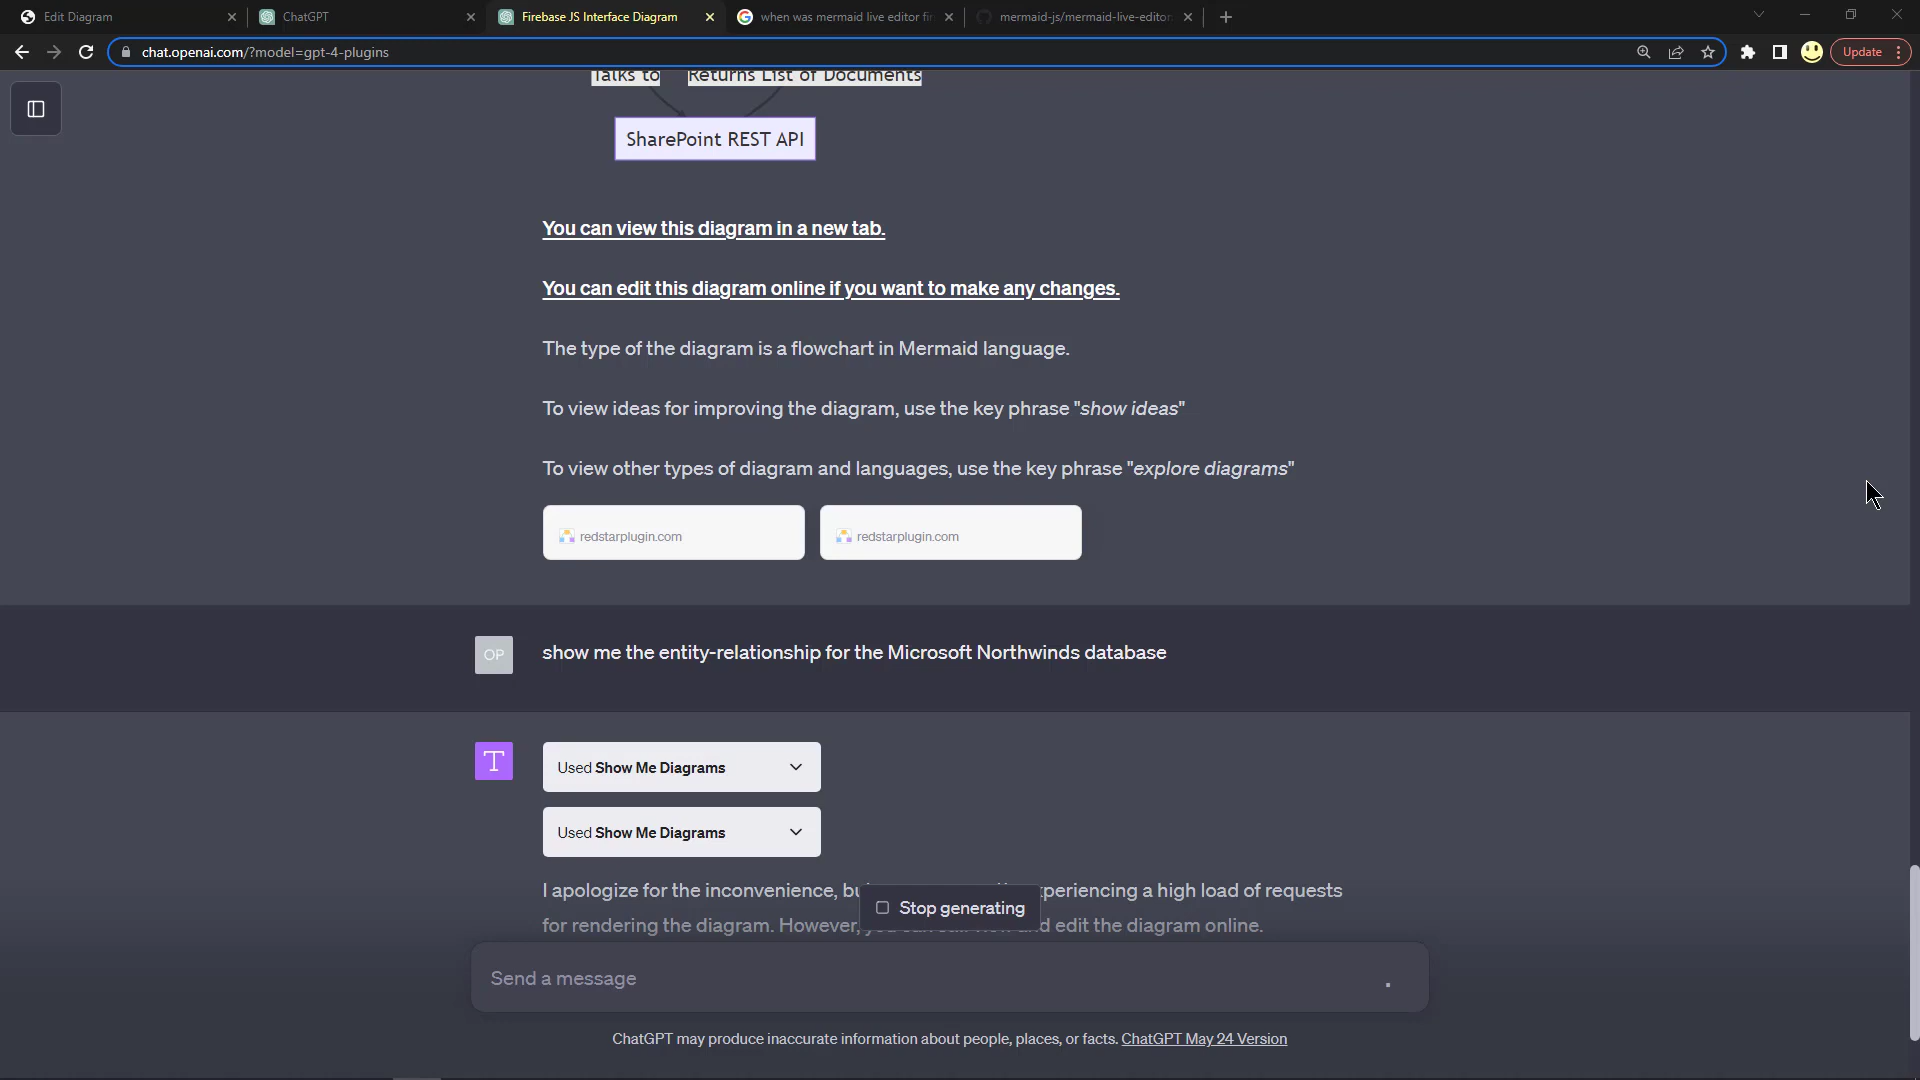 Edit Diagram
ChatGPT
Firebase JS Interface Diagram
when was mermaid live editor fir
mermaid-js/mermaid-live-editor:
chat.openai.com/?model=gpt-4-plugins
Update
Talks to
Returns List of Documents
SharePoint REST API
You can view this diagram in a new tab.
You can edit this diagram online if you want to make any changes.
The type of the diagram is a flowchart in Mermaid language.
To view ideas for improving the diagram, use the key phrase "show ideas"
To view other types of diagram and languages, use the key phrase "explore diagrams"
redstarplugin.com
redstarplugin.com
OP
show me the entity-relationship for the Microsoft Northwinds database
T
Used Show Me Diagrams
Used Show Me Diagrams
I apologize for the inconvenience, periencing a high load of requests
Stop generating
for rendering the diagram. However, edit the diagram online.
Send a message
ChatGPT may produce inaccurate information about people, places, or facts. ChatGPT May 24 Version